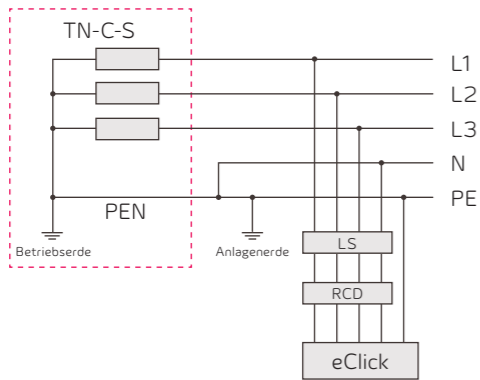 TN-C-S
L1
L2
L3
N
PE
PEN
Betriebserde
Anlagenerde
LS
RCD
eClick